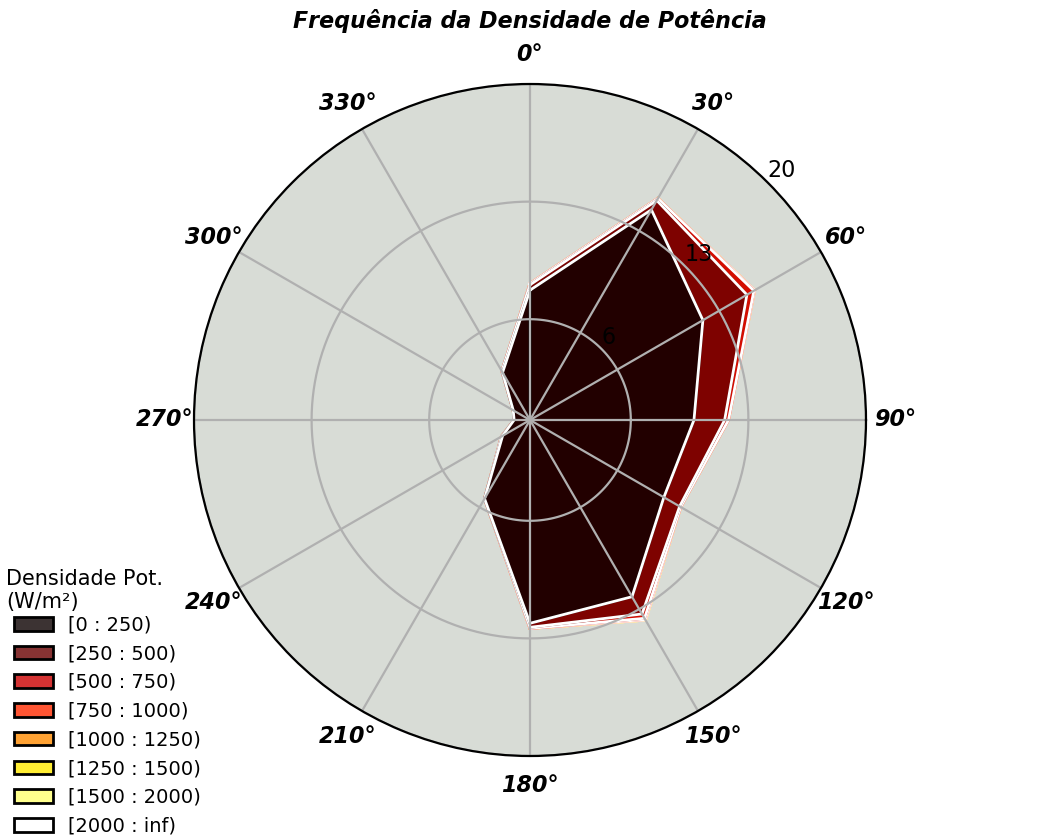 Frequência da Densidade de Potência
0°
330°
30°
20
300°
60°
13
6
270°
90°
240°
120°
210°
150°
180°
Densidade Pot.
(W/m²)
[0 : 250)
[250 : 500)
[500 : 750)
[750 : 1000)
[1000 : 1250)
[1250 : 1500)
[1500 : 2000)
[2000 : inf)